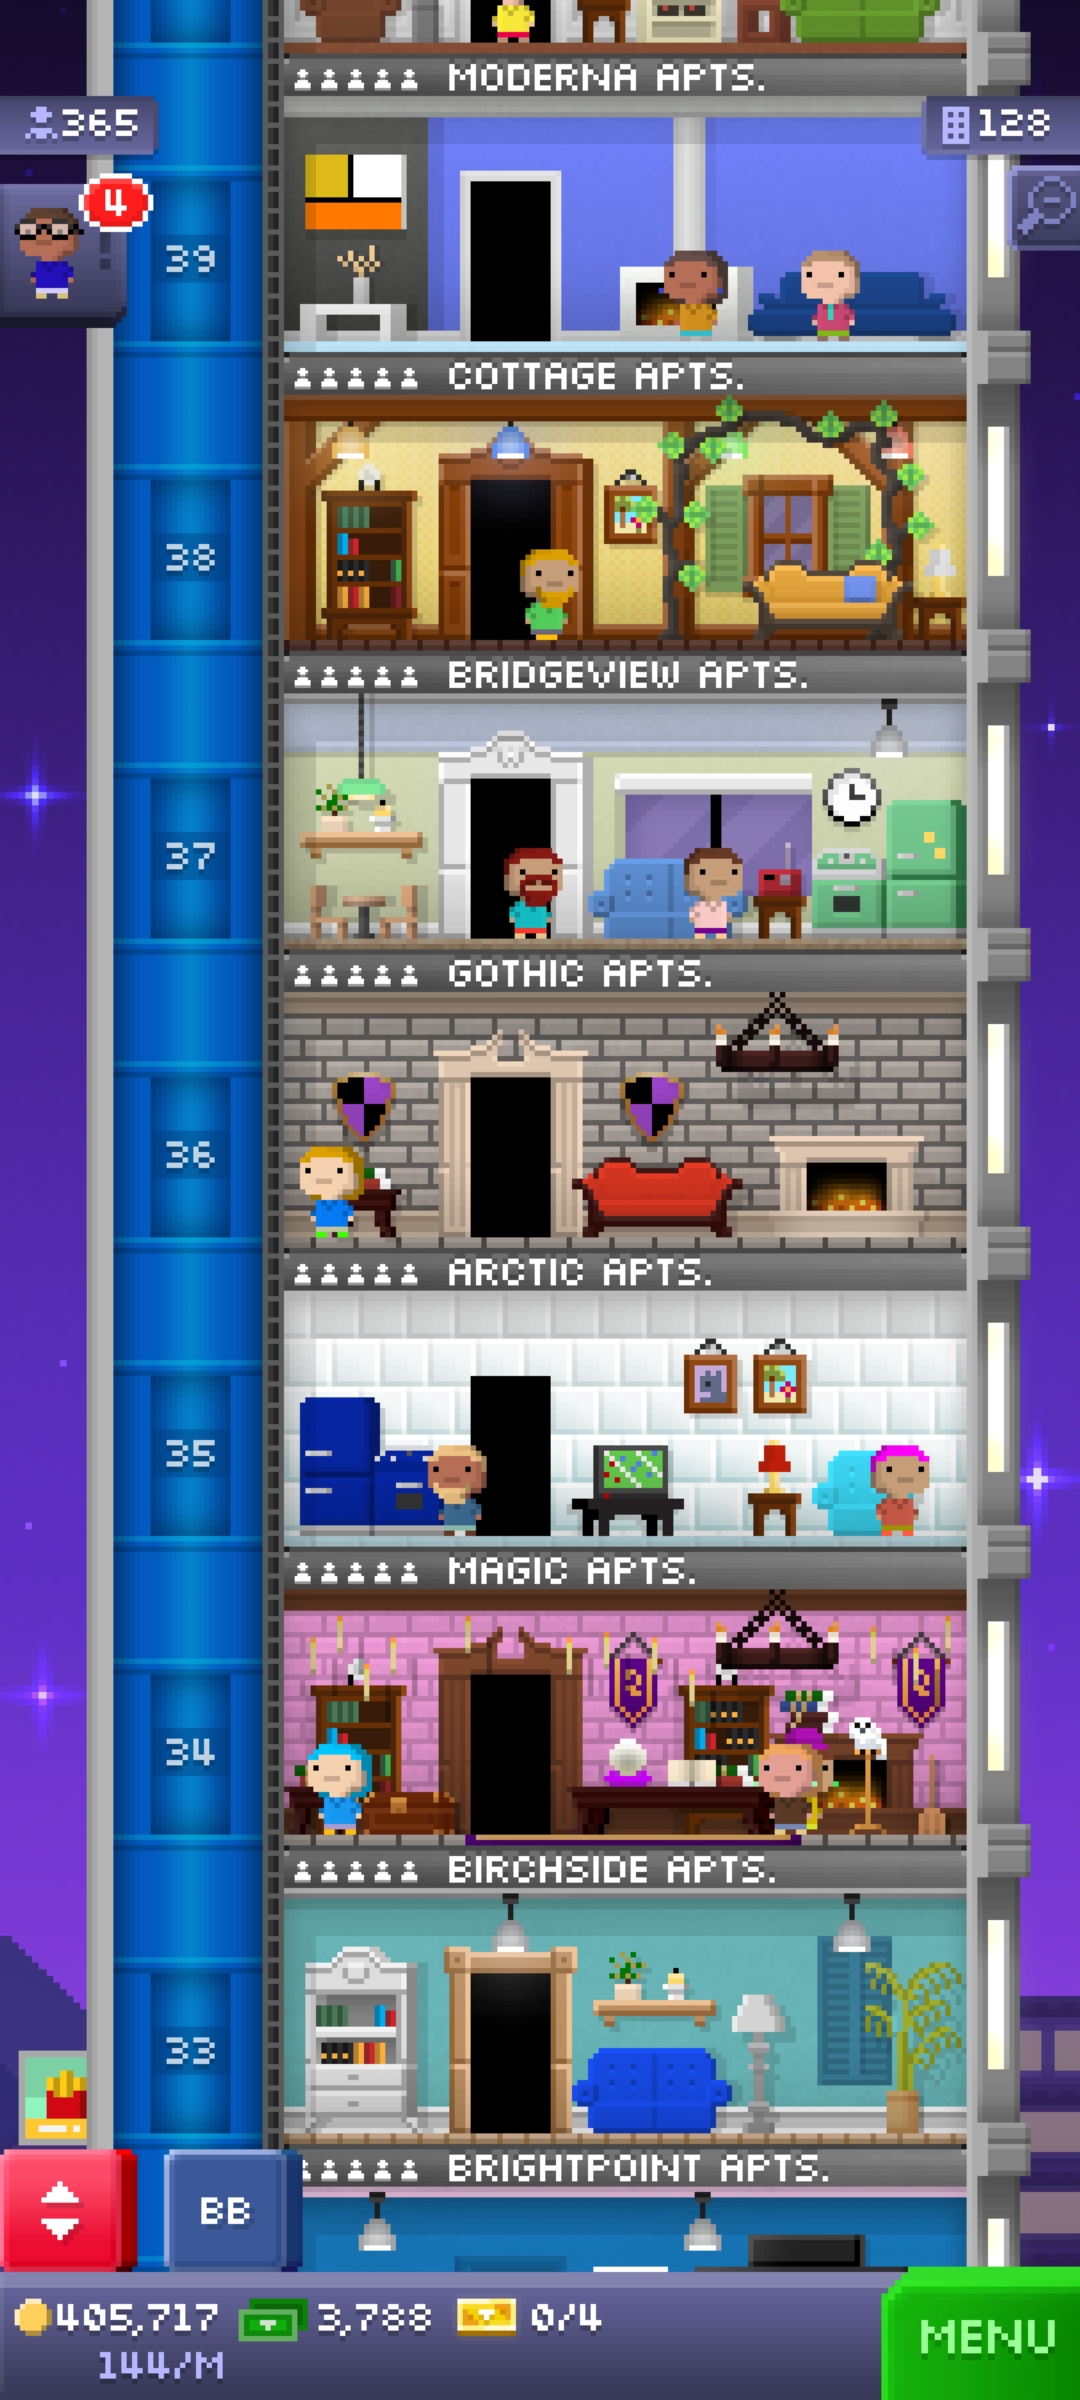 MODERNA APTS.
365
128
4
39
COTTAGE APTS.
38
BRIDGEVIEW APTS.
37
GOTHIC APTS.
36
ARCTIC APTS.
35
MAGIC APTS.
34
BIRCHSIDE APTS.
33
BRIGHTPOINT APTS.
BB
405,717 3,788 0/4
144/M
MENU